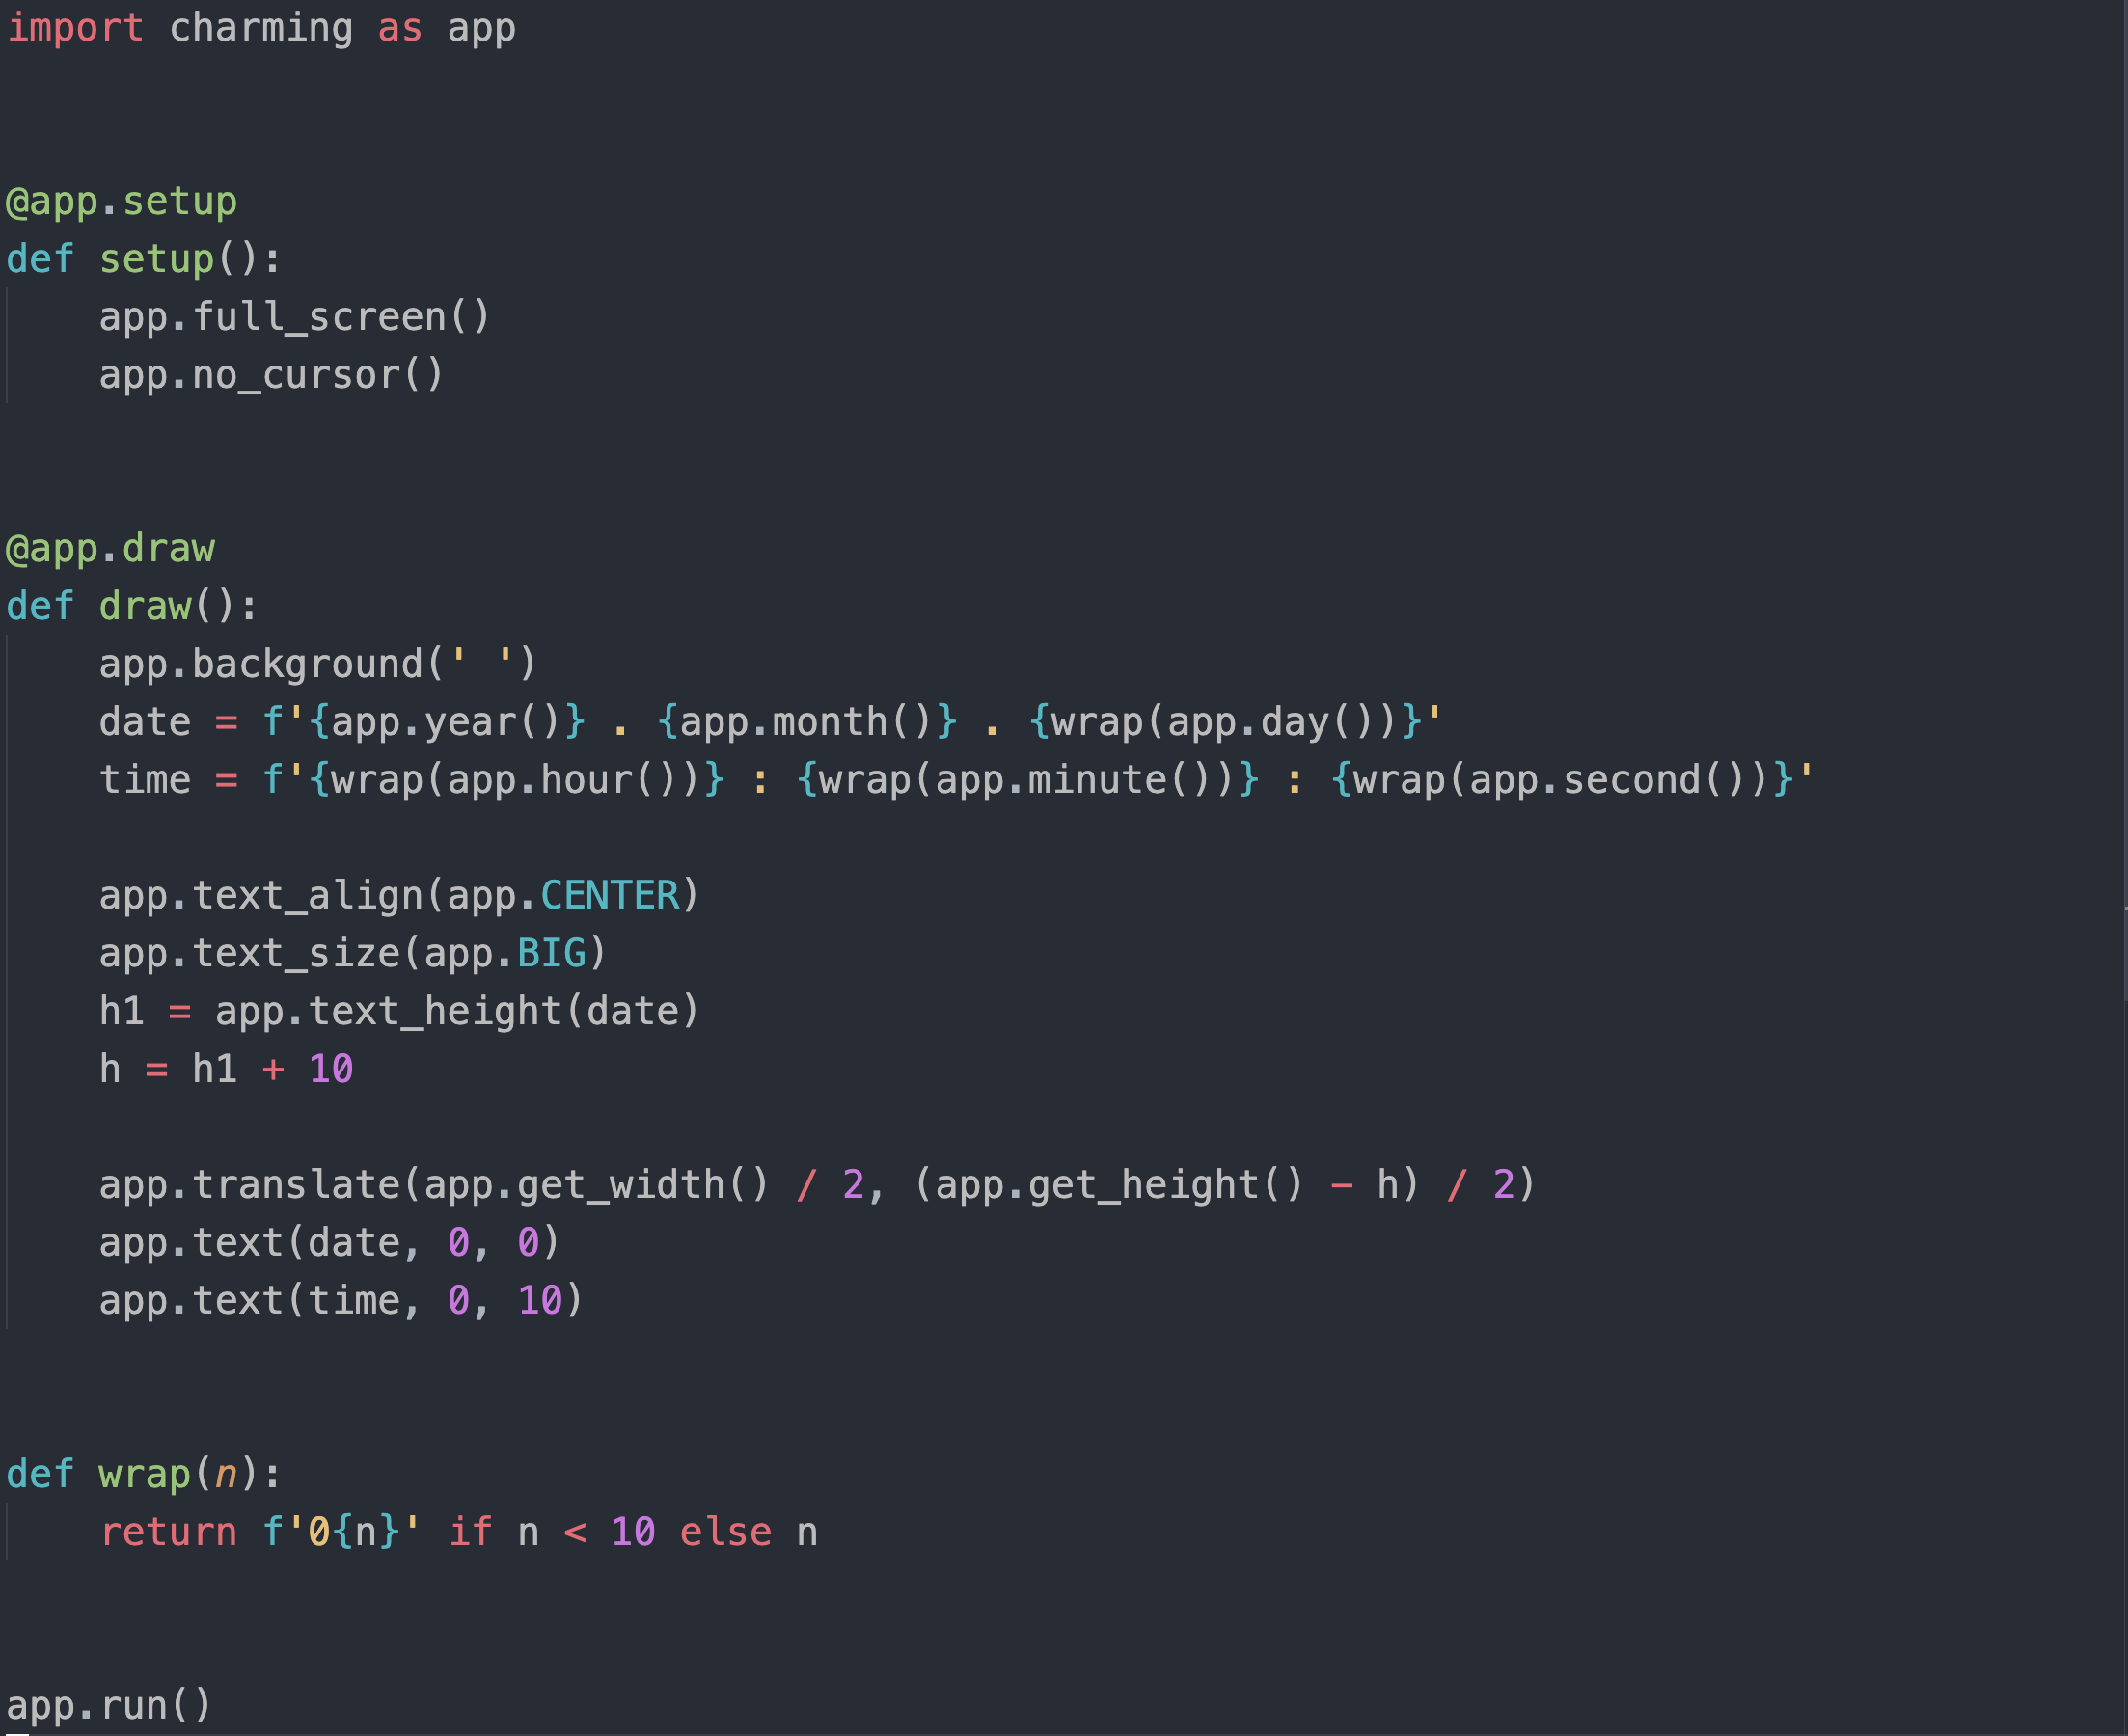 import charming as app
@app.setup
def setup():
    app.full_screen()
    app.no_cursor()
@app.draw
def draw():
    app.background(' ')
    date = f'{app.year()} . {app.month()} . {wrap(app.day())}'
    time = f'{wrap(app.hour())} : {wrap(app.minute())} : {wrap(app.second())}'
    app.text_align(app.CENTER)
    app.text_size(app.BIG)
    h1 = app.text_height(date)
    h = h1 + 10
    app.translate(app.get_width() / 2, (app.get_height() - h) / 2)
    app.text(date, 0, 0)
    app.text(time, 0, 10)
def wrap(n):
    return f'0{n}' if n < 10 else n
app.run()